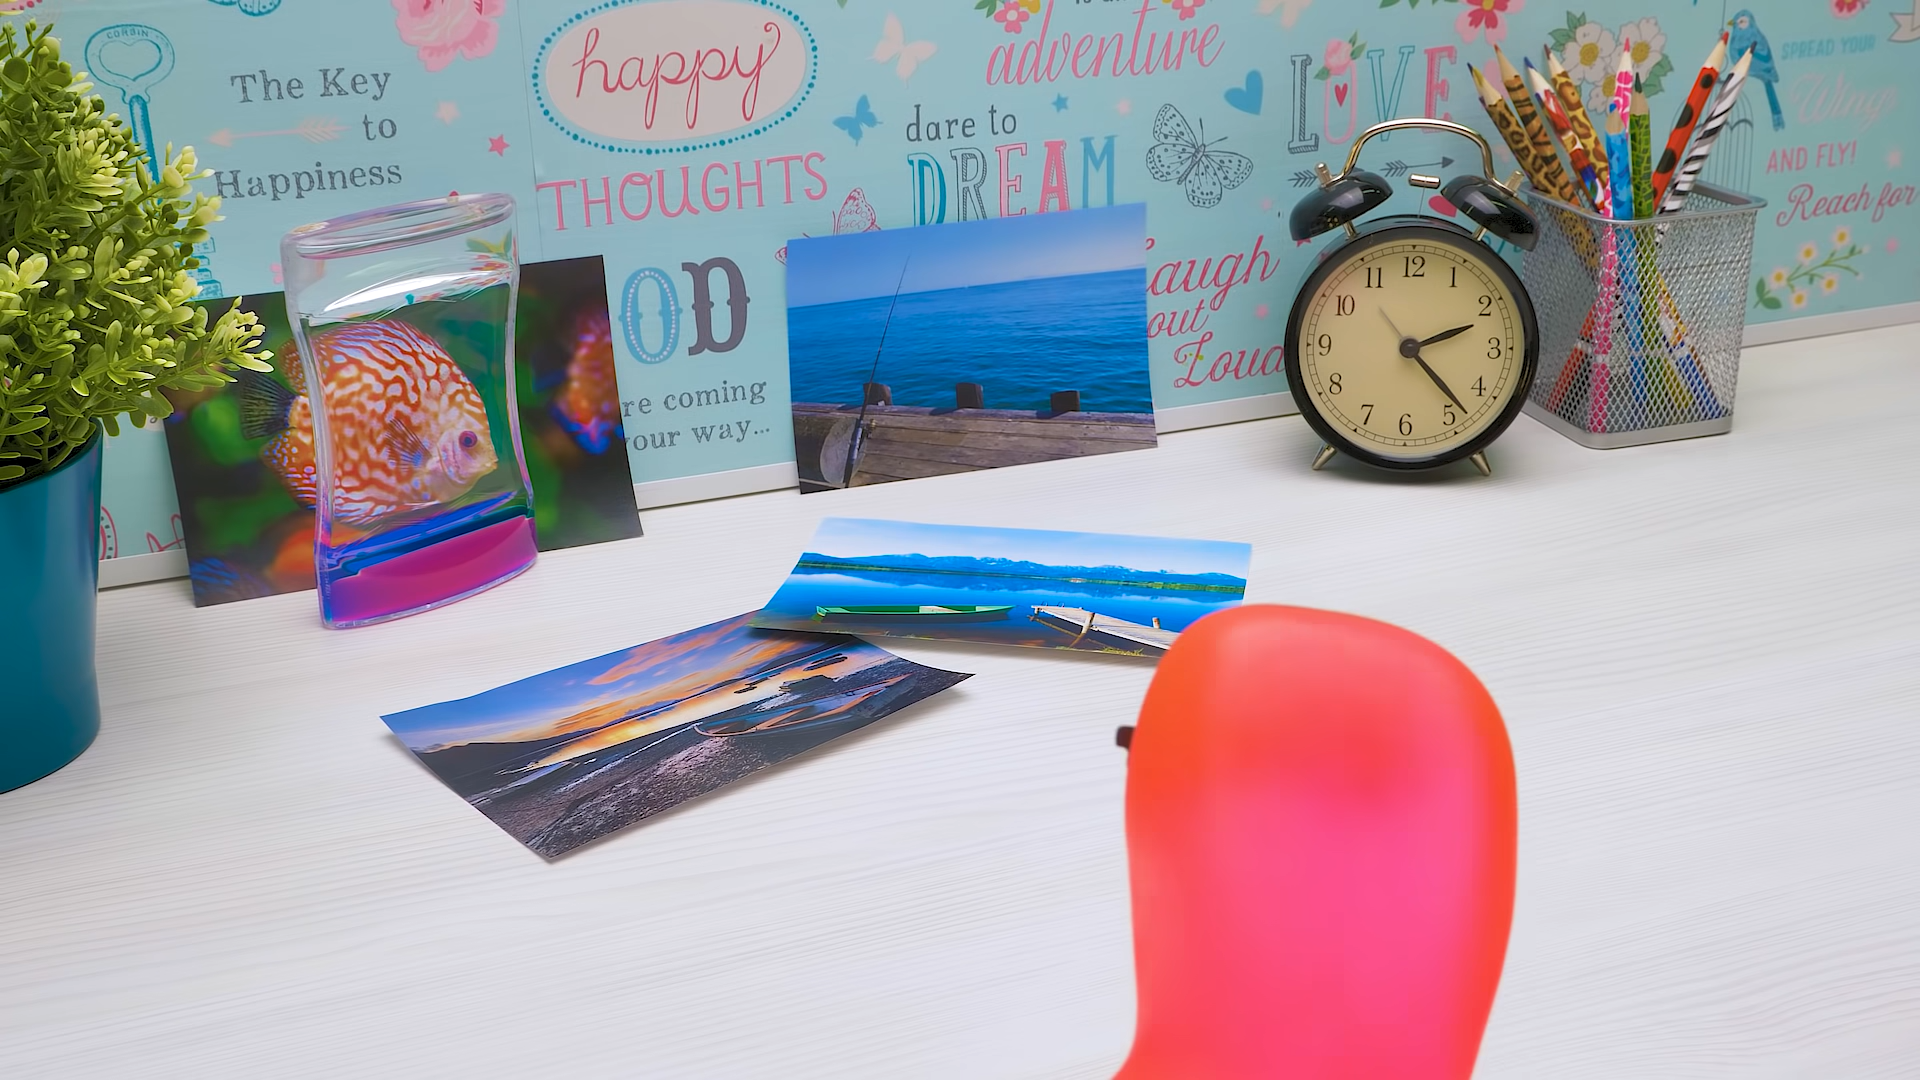 CORBIN
The Key
to
Happiness
happy
THOUGHTS
OD
re coming
our way...
adventure
dare to
DREAM
LOVE
augh
out
Loud
SPREAD YOUR
Wings
AND FLY!
Reach for
12
1
2
3
4
5
6
7
8
9
10
11